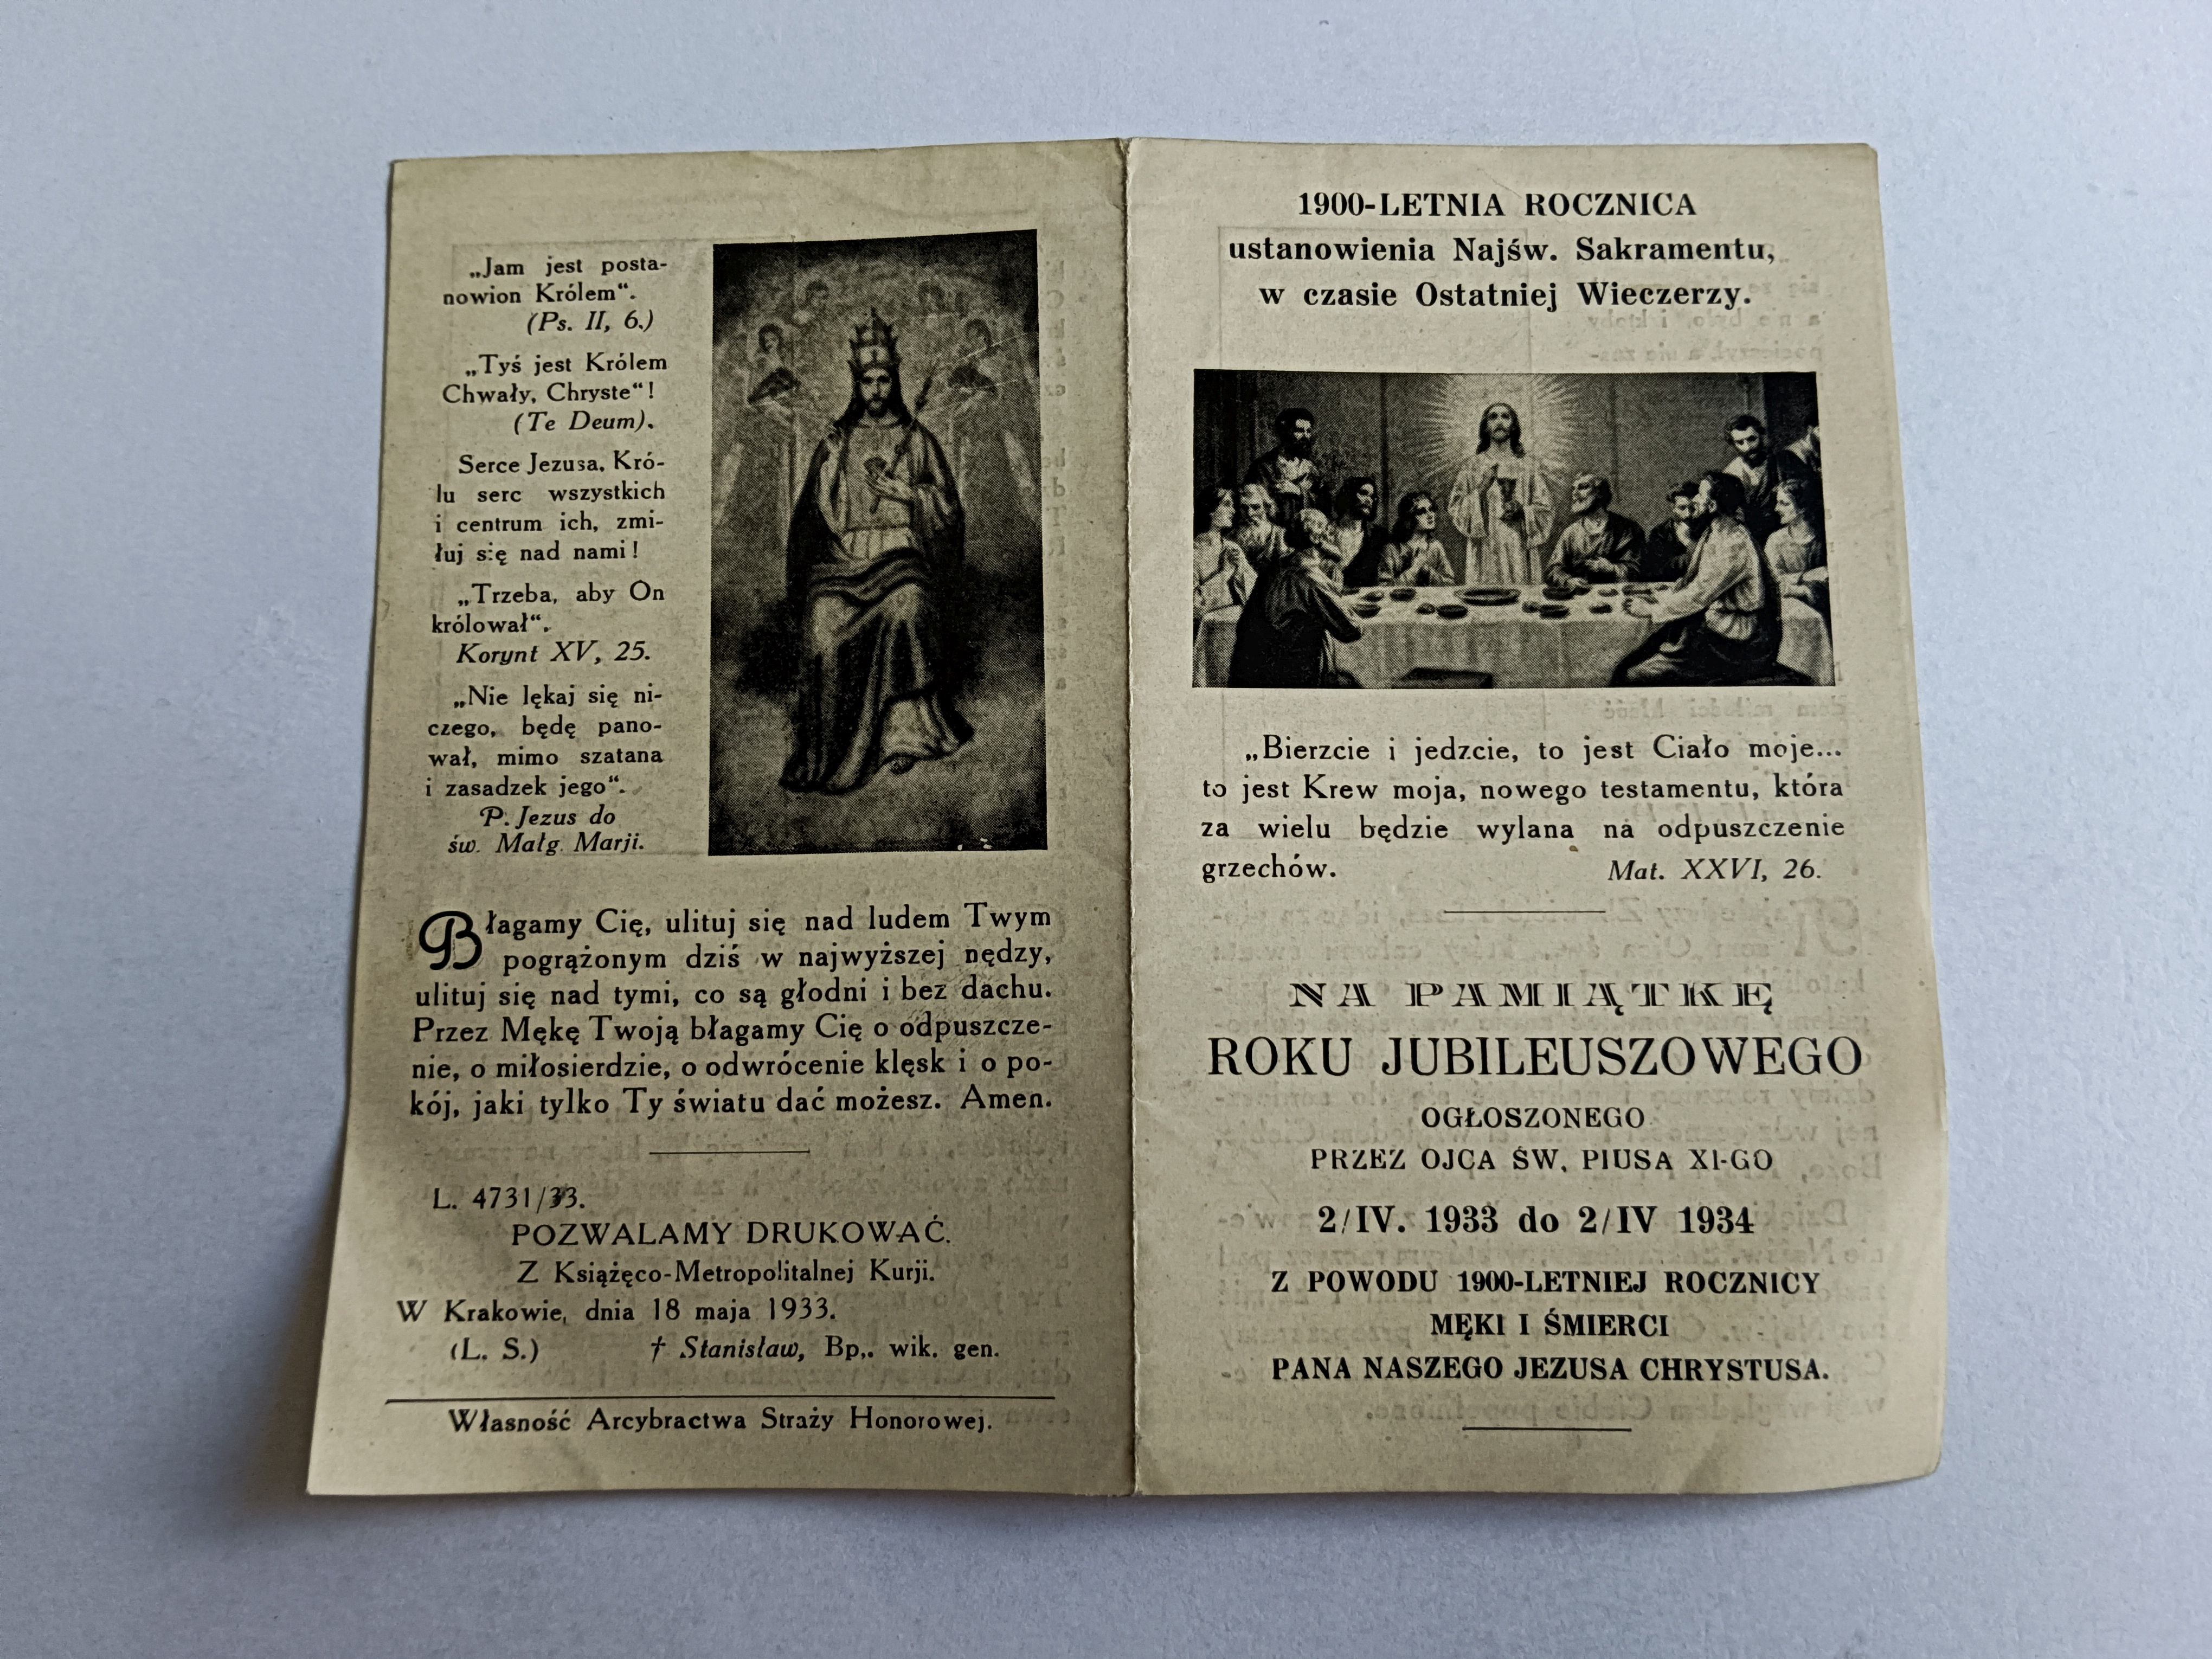 „Jam jest posta-
nowion Królem“.
(Ps. II, 6.)
„Tyś jest Królem
Chwały, Chryste“!
(Te Deum).
Serce Jezusa, Kró-
lu serc wszystkich
i centrum ich, zmi-
łuj się nad nami!
„Trzeba, aby On
królował“.
Korynt XV, 25.
„Nie lękaj się ni-
czego, będę pano-
wał, mimo szatana
i zasadzek jego“.
P. Jezus do
św. Małg. Marji.
Błagamy Cię, ulituj się nad ludem Twym
pogrążonym dziś w najwyższej nędzy,
ulituj się nad tymi, co są głodni i bez dachu.
Przez Mękę Twoją błagamy Cię o odpuszcze-
nie, o miłosierdzie, o odwrócenie klęsk i o po-
kój, jaki tylko Ty światu dać możesz. Amen.
L. 4731/33.
POZWALAMY DRUKOWAĆ.
Z Książęco-Metropolitalnej Kurji.
W Krakowie, dnia 18 maja 1933.
(L. S.) † Stanisław, Bp,. wik. gen.
Własność Arcybractwa Straży Honorowej.
1900-LETNIA ROCZNICA
ustanowienia Najśw. Sakramentu,
w czasie Ostatniej Wieczerzy.
„Bierzcie i jedzcie, to jest Ciało moje...
to jest Krew moja, nowego testamentu, która
za wielu będzie wylana na odpuszczenie
grzechów. Mat. XXVI, 26.
NA PAMIĄTKĘ
ROKU JUBILEUSZOWEGO
OGŁOSZONEGO
PRZEZ OJCA ŚW. PIUSA XI-GO
2/IV. 1933 do 2/IV 1934
Z POWODU 1900-LETNIEJ ROCZNICY
MĘKI I ŚMIERCI
PANA NASZEGO JEZUSA CHRYSTUSA.